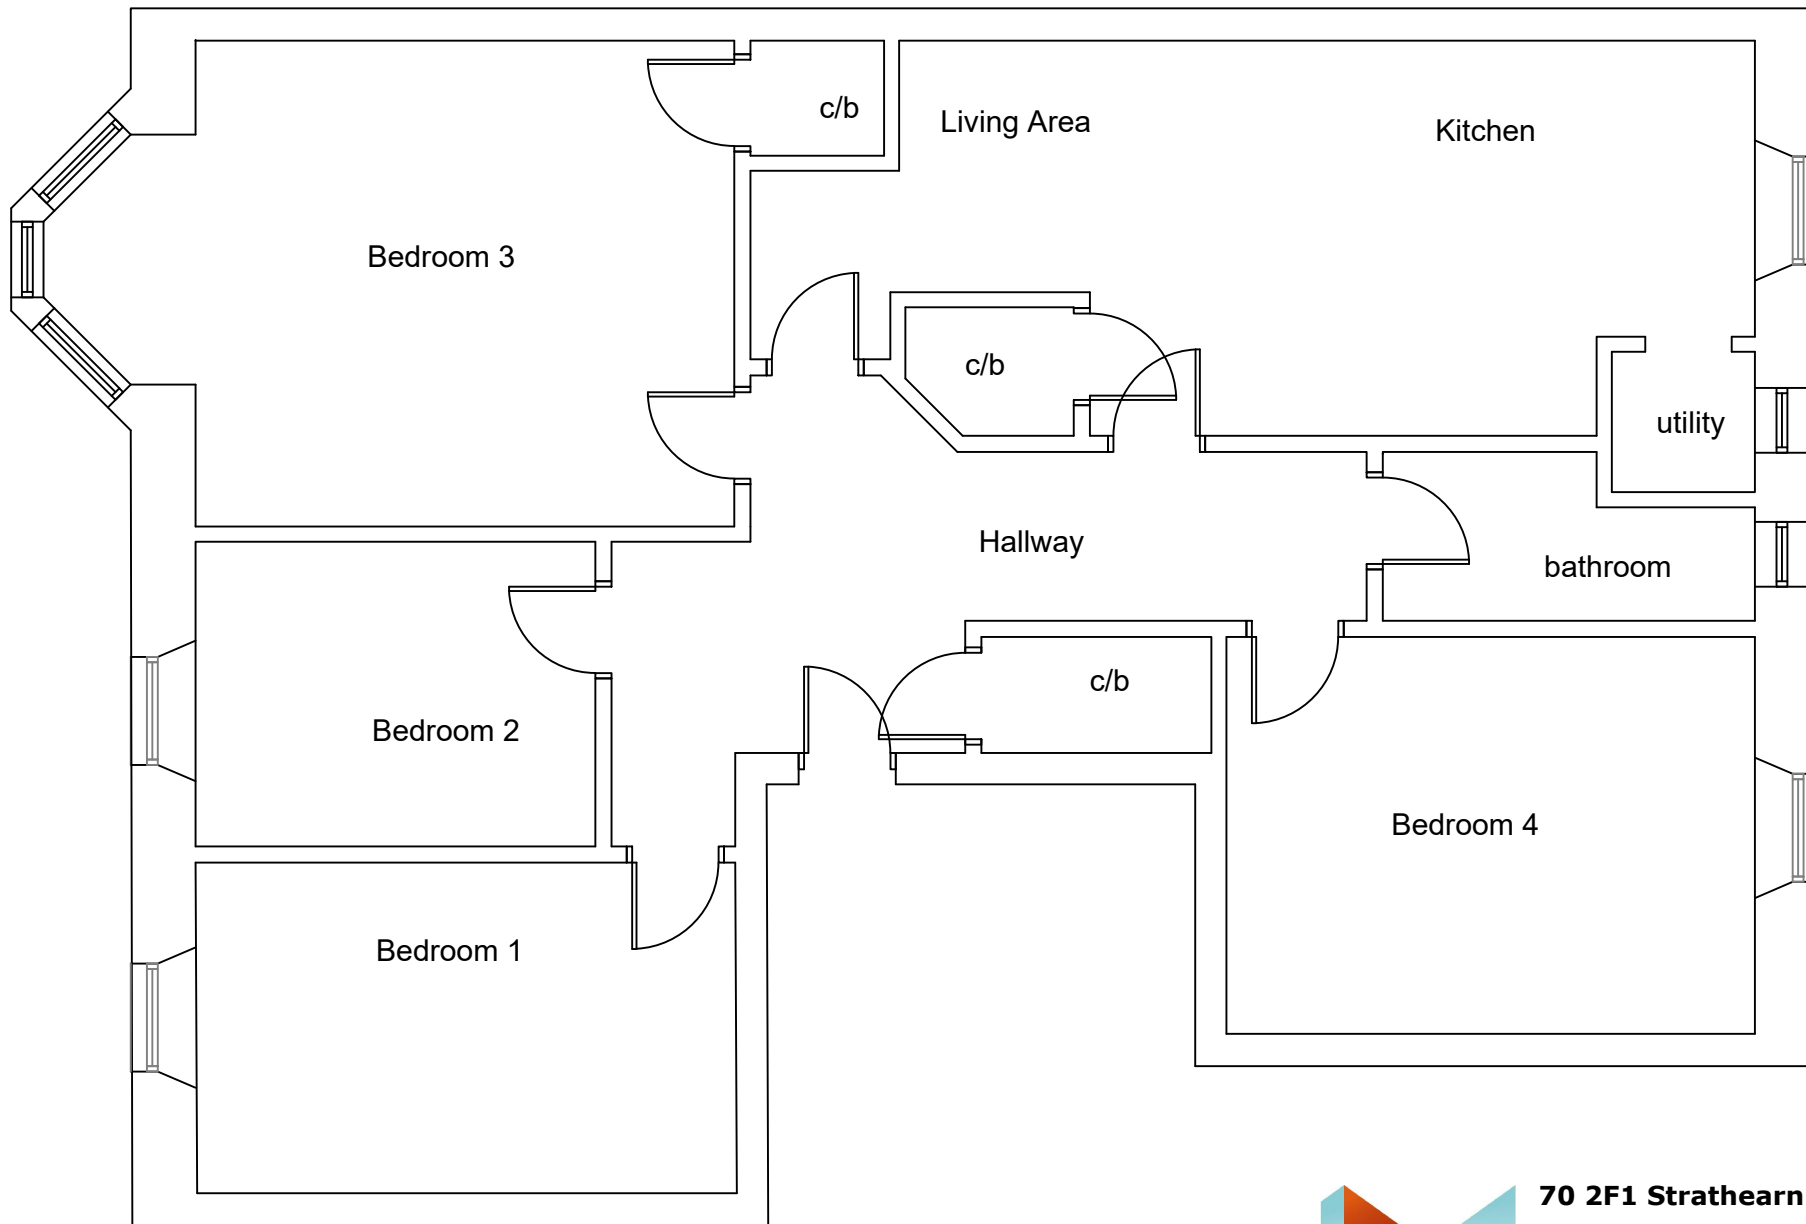 c/b
Living Area
Kitchen
Bedroom 3
c/b
utility
Hallway
bathroom
c/b
Bedroom 2
Bedroom 4
Bedroom 1
70 2F1 Strathearn